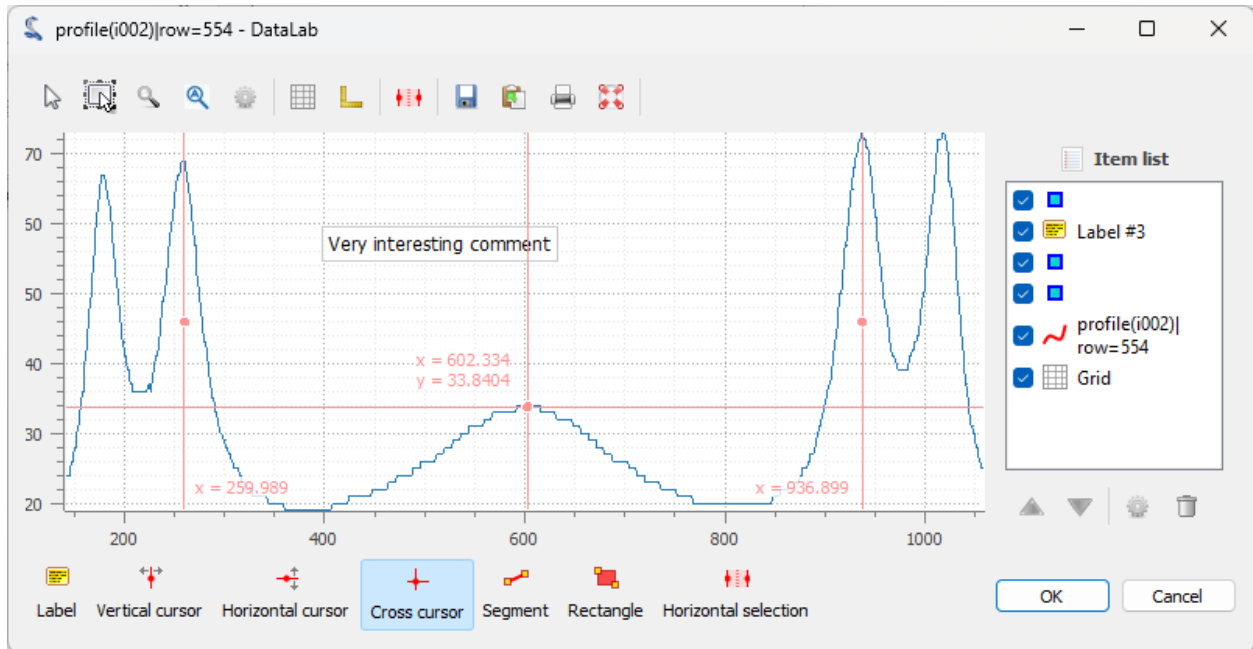 profile(i002)|row=554 - DataLab
70
60
50
40
30
20
Very interesting comment
x = 602.334
y = 33.8404
x = 259.989
x = 936.899
200
400
600
800
1000
Item list
Label #3
profile(i002)|
row=554
Grid
Label
Vertical cursor
Horizontal cursor
Cross cursor
Segment
Rectangle
Horizontal selection
OK
Cancel